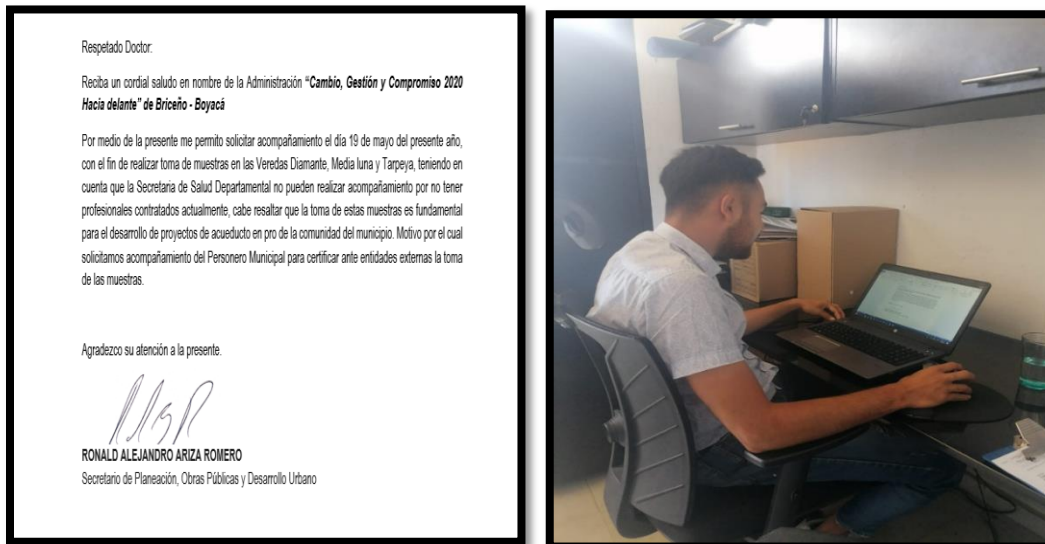 Respetado Doctor:
Reciba un cordial saludo en nombre de la Administración "Cambio, Gestión y Compromiso 2020
Hacia delante" de Briceño - Boyacá
Por medio de la presente me permito solicitar acompañamiento el día 19 de mayo del presente año,
con el fin de realizar toma de muestras en las Veredas Diamante, Media luna y Tarpeya, teniendo en
cuenta que la Secretaria de Salud Departamental no pueden realizar acompañamiento por no tener
profesionales contratados actualmente, cabe resaltar que la toma de estas muestras es fundamental
para el desarrollo de proyectos de acueducto en pro de la comunidad del municipio. Motivo por el cual
solicitamos acompañamiento del Personero Municipal para certificar ante entidades externas la toma
de las muestras.
Agradezco su atención a la presente.
RONALD ALEJANDRO ARIZA ROMERO
Secretario de Planeación, Obras Públicas y Desarrollo Urbano